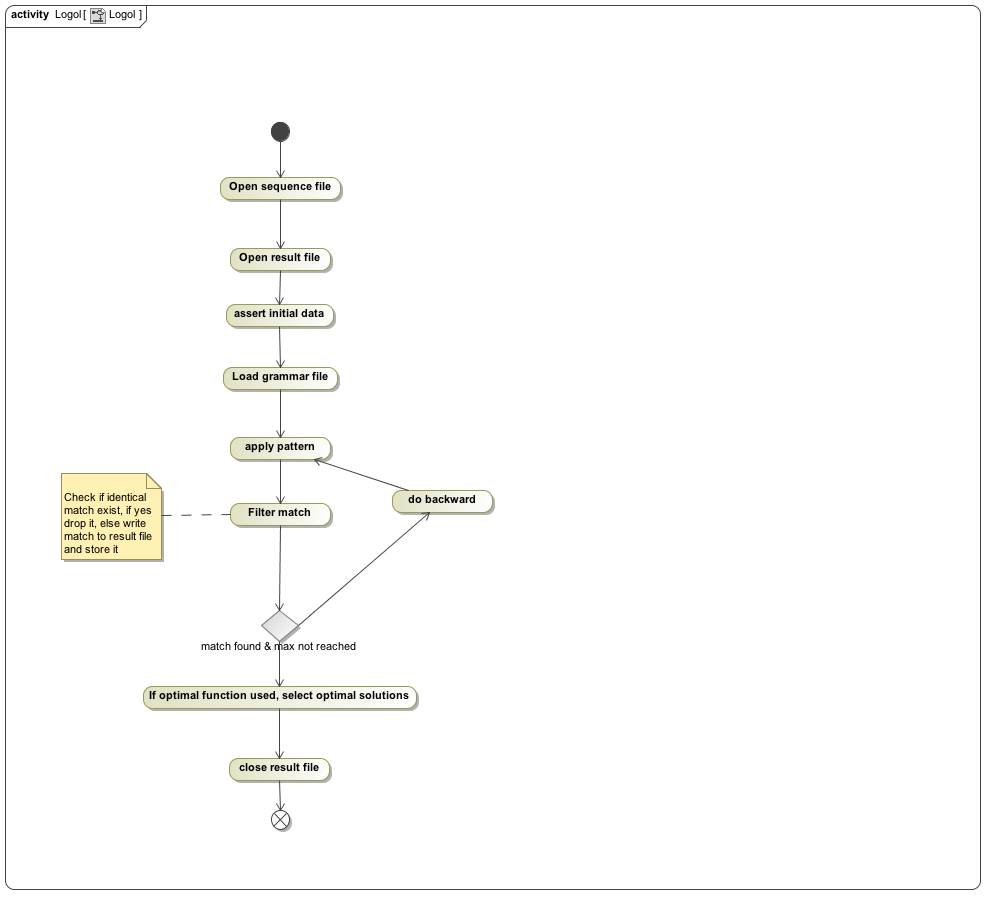 activity Logol [ Logol ]
Open sequence file
Open result file
assert initial data
Load grammar file
apply pattern
do backward
Check if identical
match exist, if yes
drop it, else write
match to result file
and store it
Filter match
match found & max not reached
If optimal function used, select optimal solutions
close result file